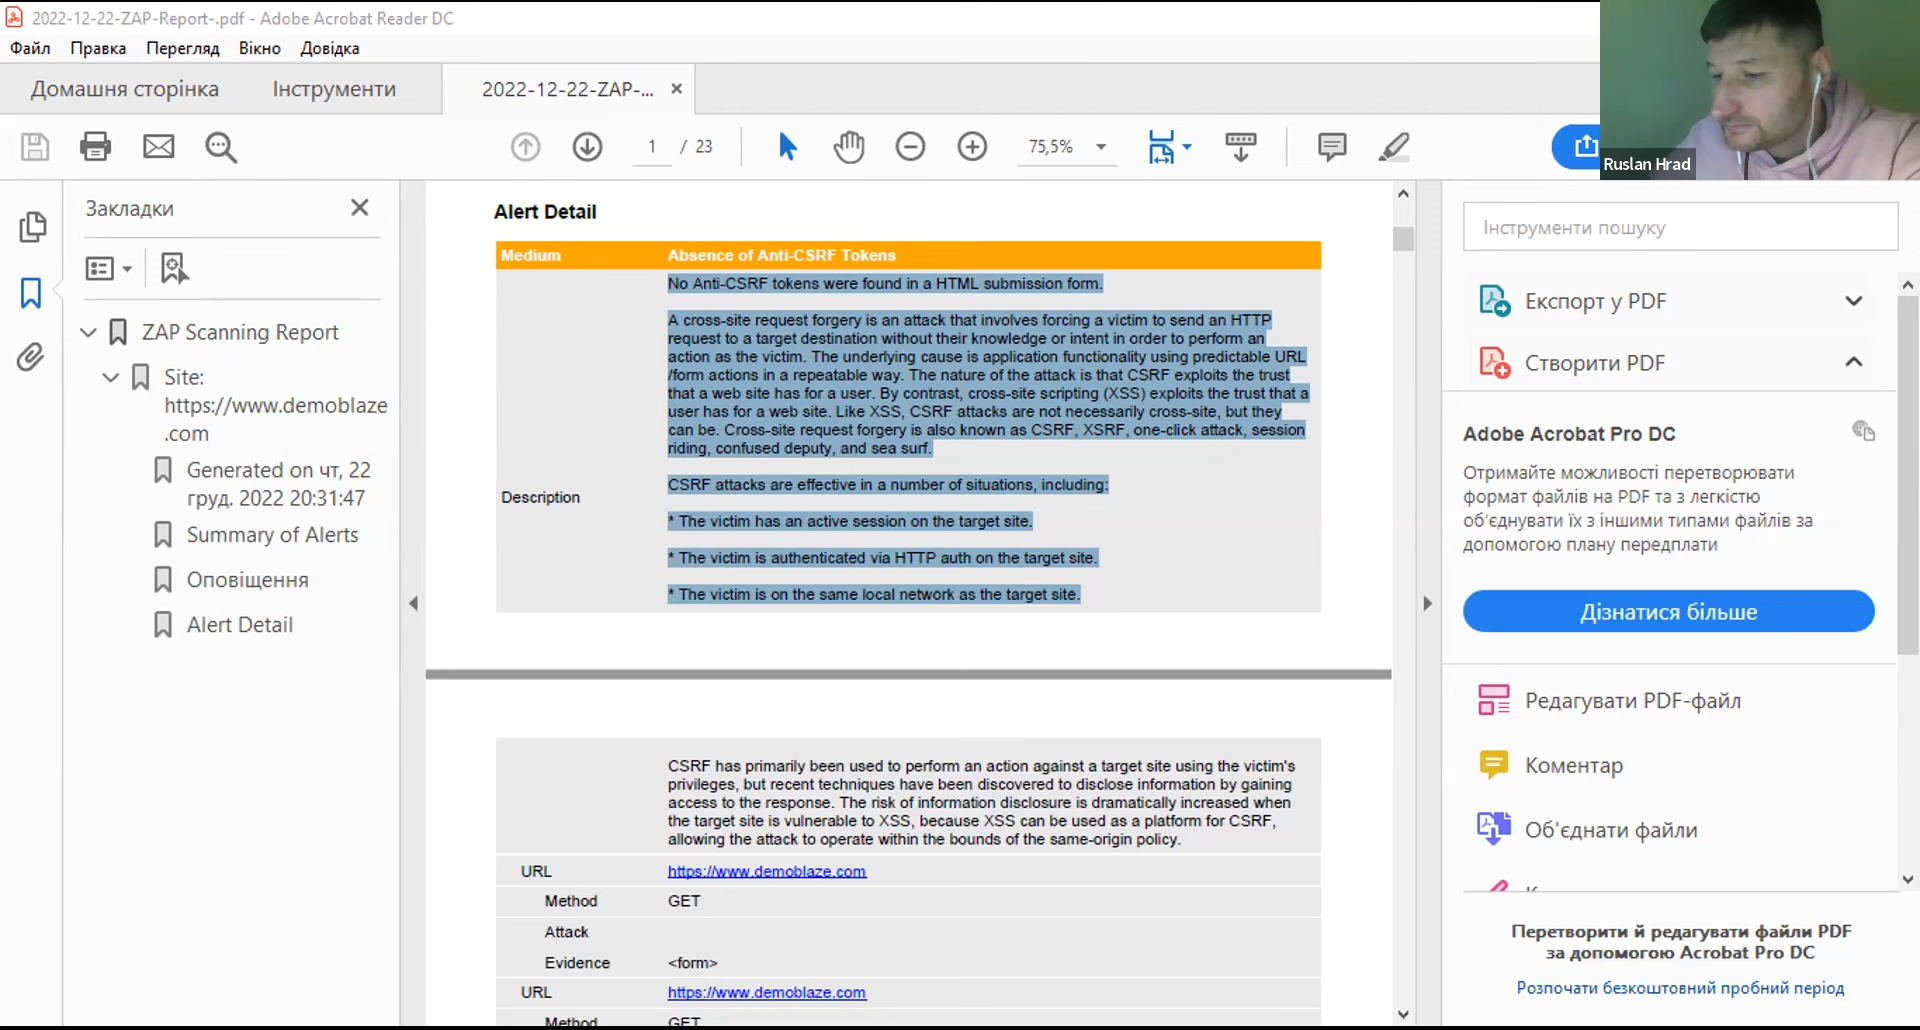 2022-12-22-ZAP-Report-.pdf - Adobe Acrobat Reader DC
Файл Правка Перегляд Вікно Довідка
Домашня сторінка Інструменти 2022-12-22-ZAP-...
1 / 23 75,5%
Ruslan Hrad
Закладки
ZAP Scanning Report
Site:
https://www.demoblaze
.com
Generated on чт, 22
груд. 2022 20:31:47
Summary of Alerts
Оповіщення
Alert Detail
Alert Detail
Medium Absence of Anti-CSRF Tokens
No Anti-CSRF tokens were found in a HTML submission form.
A cross-site request forgery is an attack that involves forcing a victim to send an HTTP
request to a target destination without their knowledge or intent in order to perform an
action as the victim. The underlying cause is application functionality using predictable URL
/form actions in a repeatable way. The nature of the attack is that CSRF exploits the trust
that a web site has for a user. By contrast, cross-site scripting (XSS) exploits the trust that a
user has for a web site. Like XSS, CSRF attacks are not necessarily cross-site, but they
can be. Cross-site request forgery is also known as CSRF, XSRF, one-click attack, session
riding, confused deputy, and sea surf.
CSRF attacks are effective in a number of situations, including:
Description
* The victim has an active session on the target site.
* The victim is authenticated via HTTP auth on the target site.
* The victim is on the same local network as the target site.
CSRF has primarily been used to perform an action against a target site using the victim's
privileges, but recent techniques have been discovered to disclose information by gaining
access to the response. The risk of information disclosure is dramatically increased when
the target site is vulnerable to XSS, because XSS can be used as a platform for CSRF,
allowing the attack to operate within the bounds of the same-origin policy.
URL https://www.demoblaze.com
Method GET
Attack
Evidence <form>
URL https://www.demoblaze.com
Method GET
Інструменти пошуку
Експорт у PDF
Створити PDF
Adobe Acrobat Pro DC
Отримайте можливості перетворювати
формат файлів на PDF та з легкістю
об'єднувати їх з іншими типами файлів за
допомогою плану передплати
Дізнатися більше
Редагувати PDF-файл
Коментар
Об'єднати файли
Перетворити й редагувати файли PDF
за допомогою Acrobat Pro DC
Розпочати безкоштовний пробний період